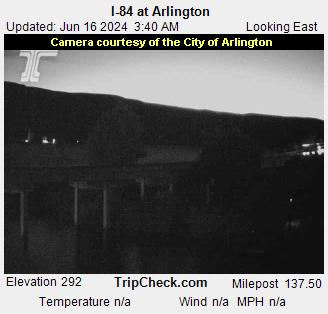 I-84 at Arlington
Updated: Jun 16 2024 3:40 AM Looking East
Camera courtesy of the City of Arlington
Elevation 292 TripCheck.com Milepost 137.50
Temperature n/a Wind n/a MPH n/a